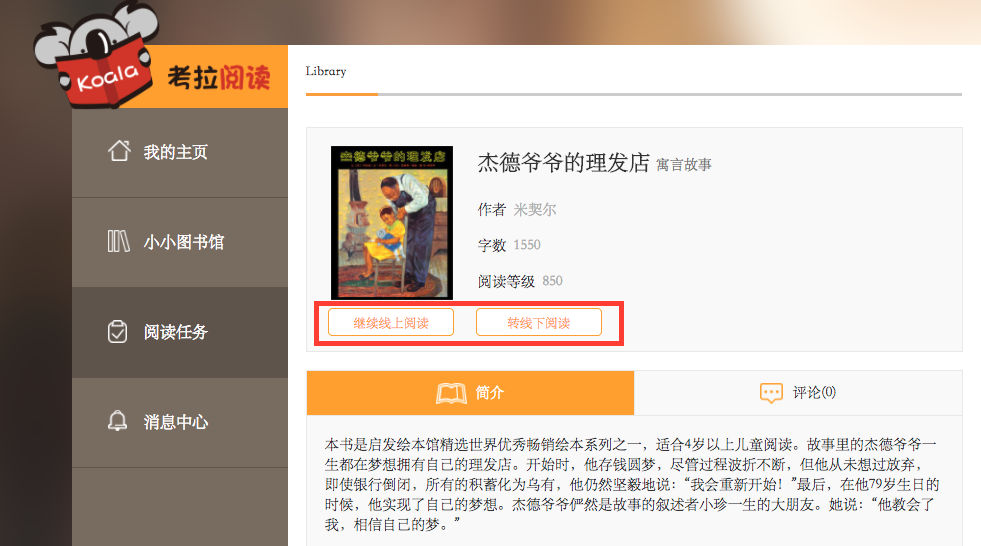 Koala
考拉阅读
Library
我的主页
小小图书馆
阅读任务
消息中心
杰德爷爷的理发店
杰德爷爷的理发店 寓言故事
作者 米契尔
字数 1550
阅读等级 850
继续线上阅读
转线下阅读
简介
评论(0)
本书是启发绘本馆精选世界优秀畅销绘本系列之一，适合4岁以上儿童阅读。故事里的杰德爷爷一
生都在梦想拥有自己的理发店。开始时，他存钱圆梦，尽管过程波折不断，但他从未想过放弃，
即使银行倒闭，所有的积蓄化为乌有，他仍然坚毅地说：“我会重新开始！”最后，在他79岁生日的
时候，他实现了自己的梦想。杰德爷爷俨然是故事的叙述者小珍一生的大朋友。她说：“他教会了
我，相信自己的梦。”